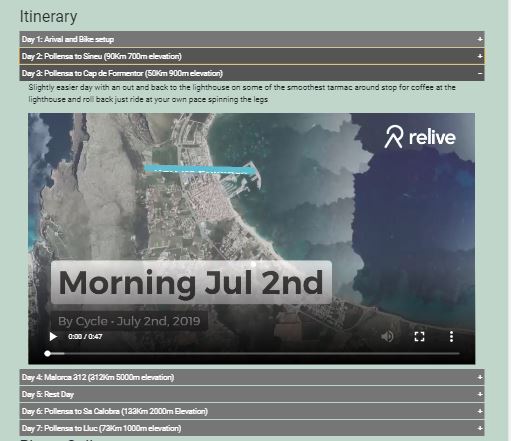 Itinerary
Day 1: Arival and Bike setup +
Day 2: Pollensa to Sineu (90Km 700m elevation) +
Day 3: Pollensa to Cap de Formentor (50Km 900m elevation) –
Slightly easier day with an out and back to the lighthouse on some of the smoothest tarmac around stop for coffee at the
lighthouse and roll back just ride at your own pace spinning the legs
relive
Morning Jul 2nd
By Cycle • July 2nd, 2019
0:00 / 0:47
Day 4: Malorca 312 (312Km 5000m elevation) +
Day 5: Rest Day +
Day 6: Pollensa to Sa Calobra (133Km 2000m Elevation) +
Day 7: Pollensa to Lluc (73Km 1000m elevation) +